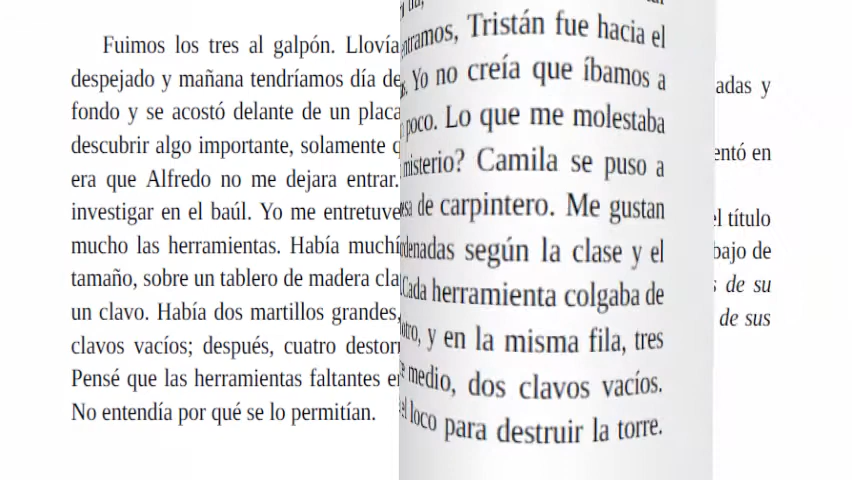 Fuimos los tres al galpón. Llovía
despejado y mañana tendríamos día de
fondo y se acostó delante de un placa
descubrir algo importante, solamente q
era que Alfredo no me dejara entrar.
investigar en el baúl. Yo me entretuve
mucho las herramientas. Había muchí
tamaño, sobre un tablero de madera cla
un clavo. Había dos martillos grandes,
clavos vacíos; después, cuatro destor
Pensé que las herramientas faltantes e
No entendía por qué se lo permitían.
ntramos, Tristán fue hacia el
Yo no creía que íbamos a
poco. Lo que me molestaba
misterio? Camila se puso a
sa de carpintero. Me gustan
denadas según la clase y el
Cada herramienta colgaba de
otro, y en la misma fila, tres
medio, dos clavos vacíos.
el loco para destruir la torre.
adas y
entó en
el título
bajo de
de su
de sus